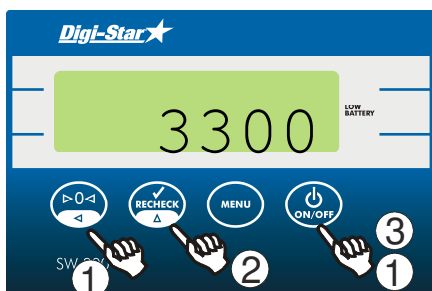 Digi-Star
3300
LOW
BATTERY
▷0◁
◁
✓
RECHECK
△
MENU
ON/OFF
SW
1
2
3
1